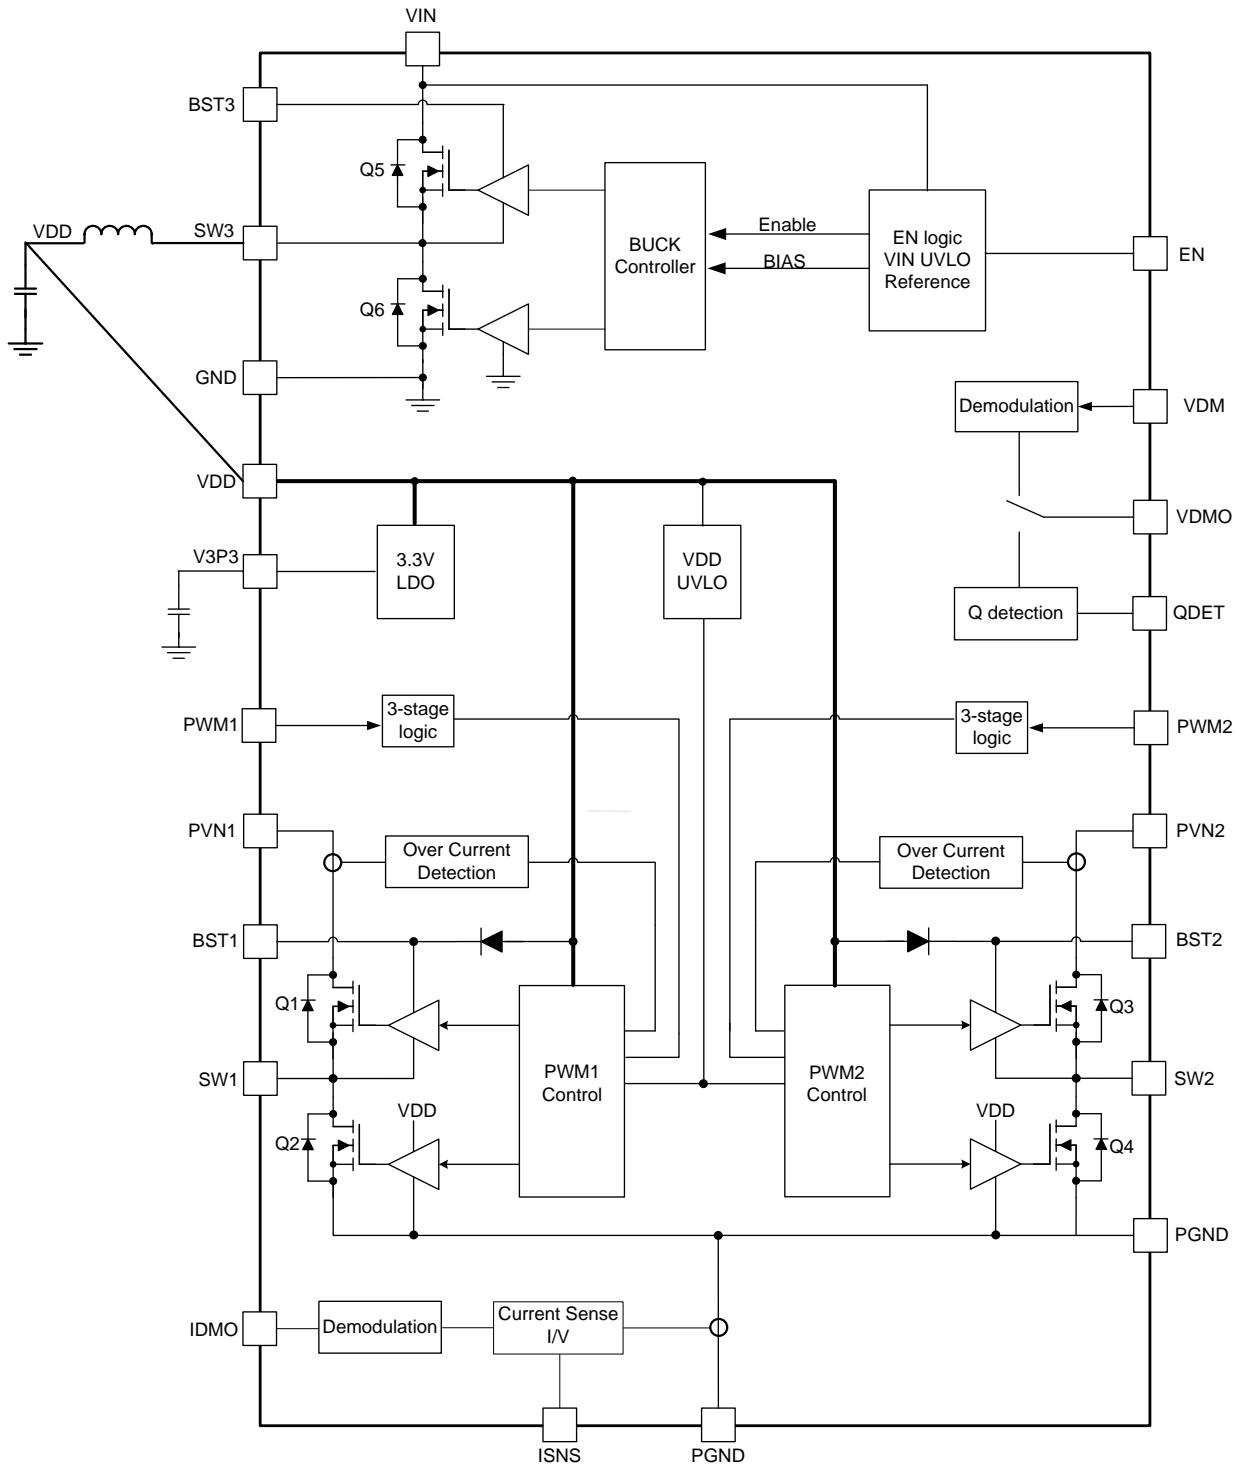 VIN
BST3
Q5
VDD
SW3
BUCK
Controller
Enable
BIAS
EN logic
VIN UVLO
Reference
EN
Q6
GND
Demodulation
VDM
VDD
VDMO
V3P3
3.3V
LDO
VDD
UVLO
Q detection
QDET
PWM1
3-stage
logic
3-stage
logic
PWM2
PVN1
Over Current
Detection
Over Current
Detection
PVN2
BST1
BST2
Q1
Q3
SW1
PWM1
Control
PWM2
Control
SW2
VDD
VDD
Q2
Q4
PGND
IDMO
Demodulation
Current Sense
I/V
ISNS
PGND